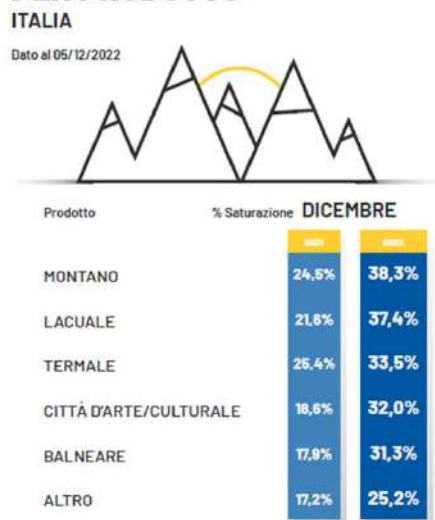 ITALIA
Dato al 05/12/2022
Prodotto % Saturazione DICEMBRE
2021 2022
MONTANO 24,5% 38,3%
LACUALE 21,6% 37,4%
TERMALE 25,4% 33,5%
CITTÀ D'ARTE/CULTURALE 18,6% 32,0%
BALNEARE 17,9% 31,3%
ALTRO 17,2% 25,2%